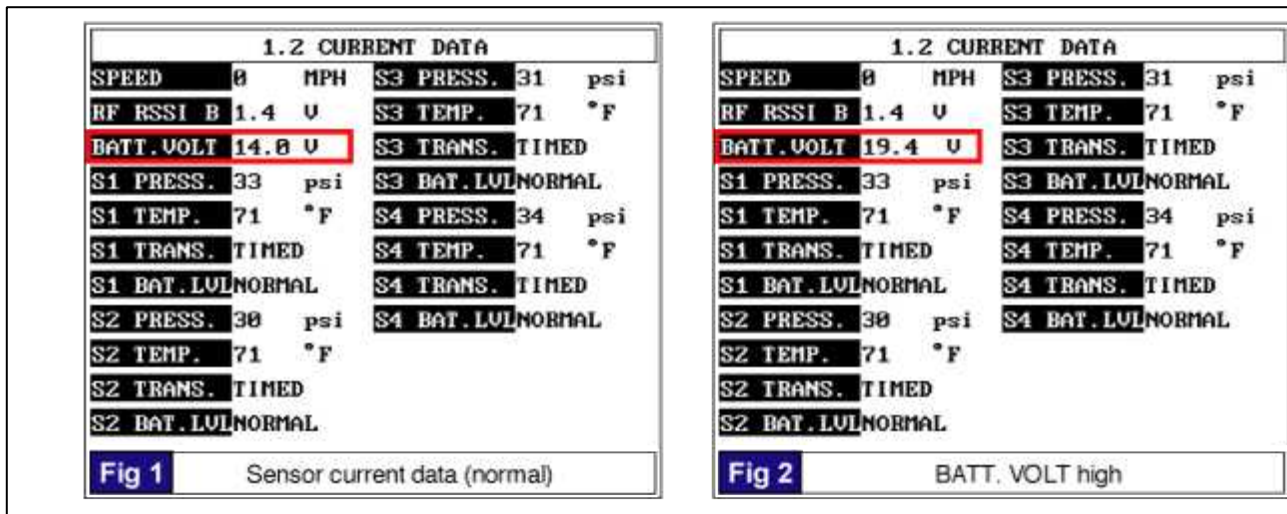 1.2 CURRENT DATA
SPEED 0 MPH S3 PRESS. 31 psi
RF RSSI B 1.4 V S3 TEMP. 71 °F
BATT.VOLT 14.0 V S3 TRANS. TIMED
S1 PRESS. 33 psi S3 BAT.LVL NORMAL
S1 TEMP. 71 °F S4 PRESS. 34 psi
S1 TRANS. TIMED S4 TEMP. 71 °F
S1 BAT.LVL NORMAL S4 TRANS. TIMED
S2 PRESS. 30 psi S4 BAT.LVL NORMAL
S2 TEMP. 71 °F
S2 TRANS. TIMED
S2 BAT.LVL NORMAL
Fig 1 Sensor current data (normal)
1.2 CURRENT DATA
SPEED 0 MPH S3 PRESS. 31 psi
RF RSSI B 1.4 V S3 TEMP. 71 °F
BATT.VOLT 19.4 V S3 TRANS. TIMED
S1 PRESS. 33 psi S3 BAT.LVL NORMAL
S1 TEMP. 71 °F S4 PRESS. 34 psi
S1 TRANS. TIMED S4 TEMP. 71 °F
S1 BAT.LVL NORMAL S4 TRANS. TIMED
S2 PRESS. 30 psi S4 BAT.LVL NORMAL
S2 TEMP. 71 °F
S2 TRANS. TIMED
S2 BAT.LVL NORMAL
Fig 2 BATT. VOLT high